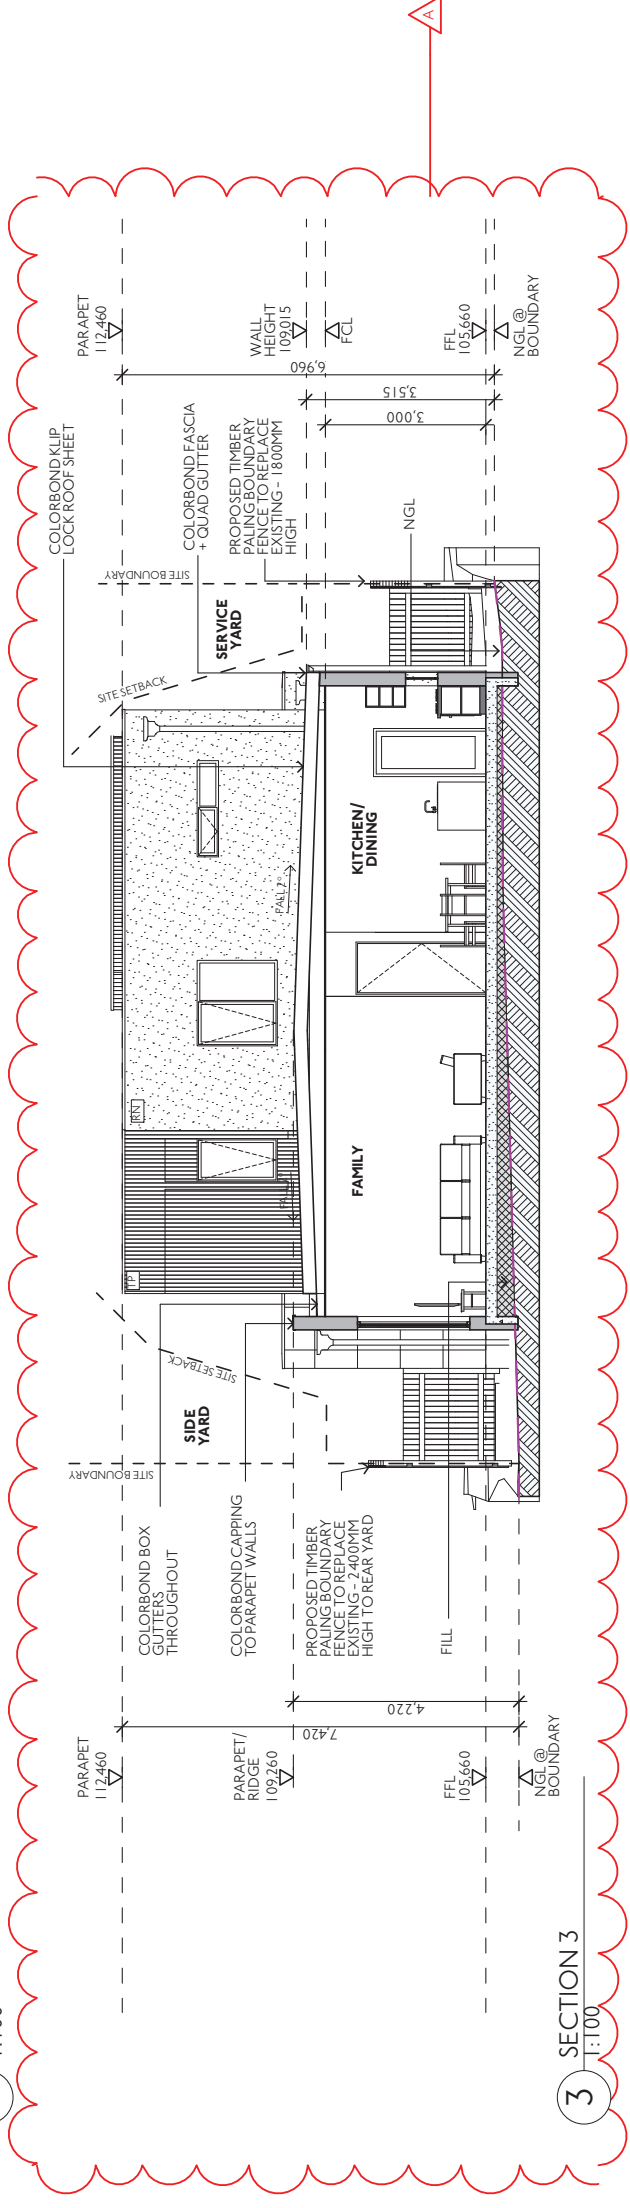 A
PARAPET
112,460
WALL
HEIGHT
109,015
FCL
FFL
105,660
NGL @
BOUNDARY
6,960
3,515
3,000
COLORBOND KLIP
LOCK ROOF SHEET
COLORBOND FASCIA
+ QUAD GUTTER
PROPOSED TIMBER
PALING BOUNDARY
FENCE TO REPLACE
EXISTING - 1800MM
HIGH
NGL
SITE BOUNDARY
SERVICE
YARD
SITE SETBACK
FALL 2°
KITCHEN/
DINING
RN
FAMILY
TP
SITE SETBACK
SIDE
YARD
SITE BOUNDARY
COLORBOND BOX
GUTTERS
THROUGHOUT
COLORBOND CAPPING
TO PARAPET WALLS
PROPOSED TIMBER
PALING BOUNDARY
FENCE TO REPLACE
EXISTING - 2400MM
HIGH TO REAR YARD
FILL
4,220
7,420
PARAPET
112,460
PARAPET/
RIDGE
109,260
FFL
105,660
NGL @
BOUNDARY
3
SECTION 3
1:100